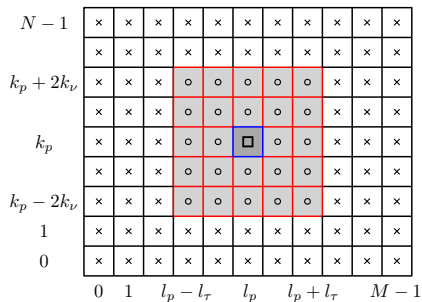 N − 1
k_p + 2k_ν
k_p
k_p − 2k_ν
1
0
0 1 l_p − l_τ l_p l_p + l_τ M − 1